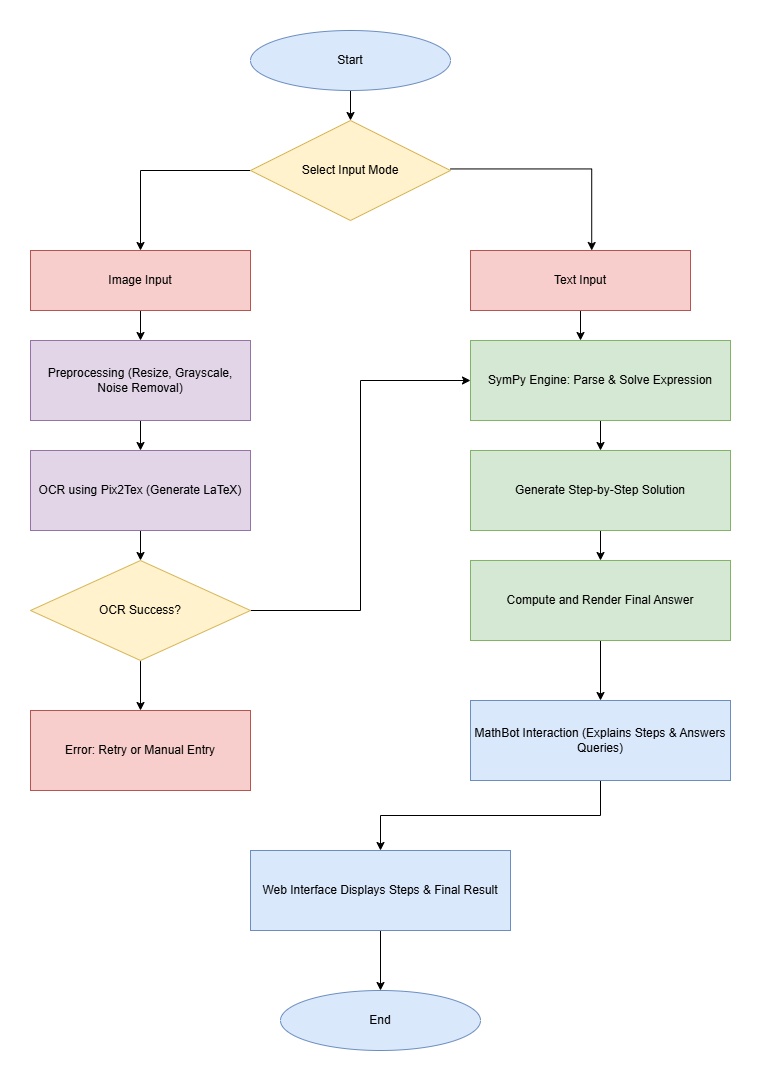 Start
Select Input Mode
Image Input
Text Input
Preprocessing (Resize, Grayscale,
Noise Removal)
SymPy Engine: Parse & Solve Expression
OCR using Pix2Tex (Generate LaTeX)
Generate Step-by-Step Solution
OCR Success?
Compute and Render Final Answer
Error: Retry or Manual Entry
MathBot Interaction (Explains Steps & Answers
Queries)
Web Interface Displays Steps & Final Result
End